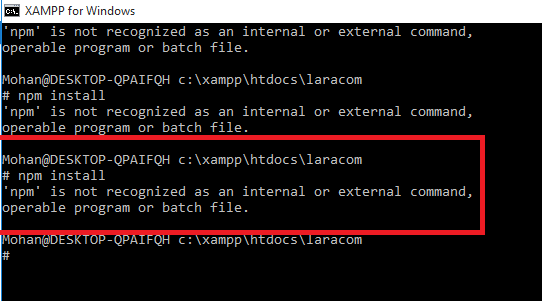 XAMPP for Windows
'npm' is not recognized as an internal or external command,
operable program or batch file.
Mohan@DESKTOP-QPAIFQH c:\xampp\htdocs\laracom
# npm install
'npm' is not recognized as an internal or external command,
operable program or batch file.
Mohan@DESKTOP-QPAIFQH c:\xampp\htdocs\laracom
# npm install
'npm' is not recognized as an internal or external command,
operable program or batch file.
Mohan@DESKTOP-QPAIFQH c:\xampp\htdocs\laracom
#